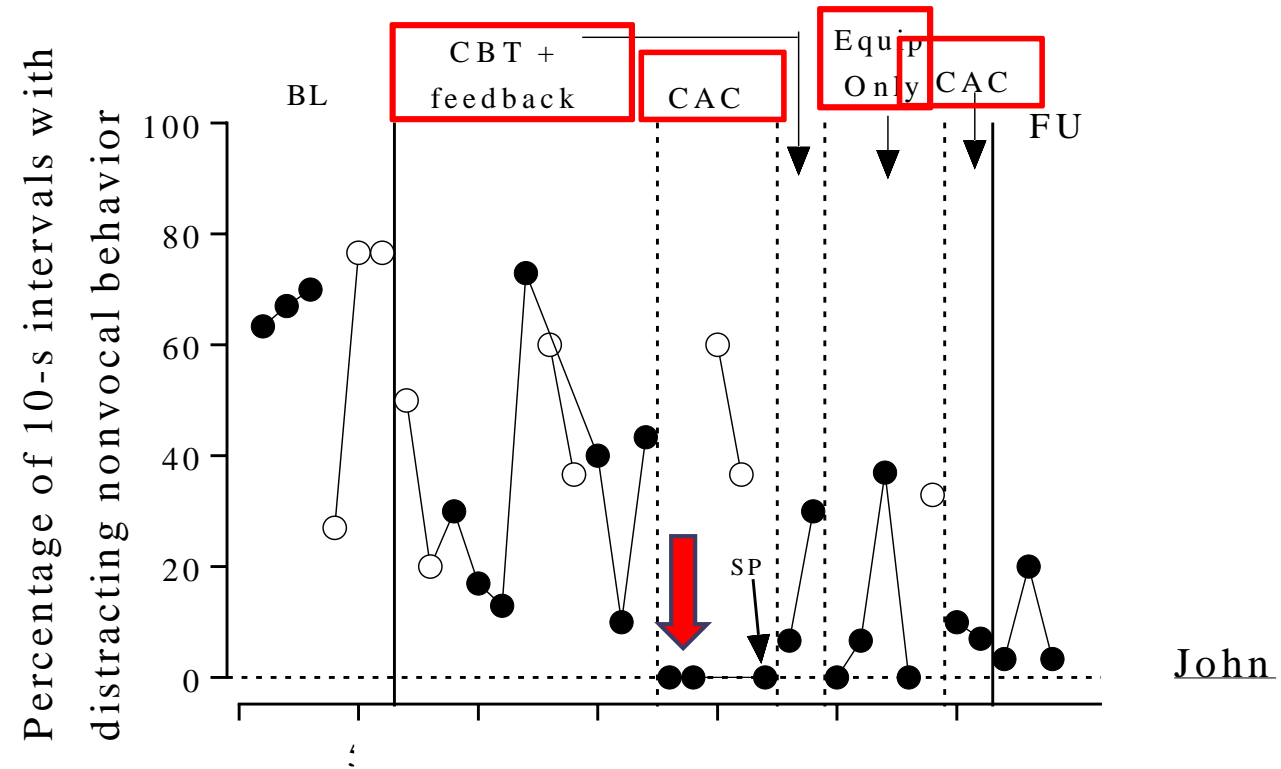 Percentage of 10-s intervals with
distracting nonvocal behavior
BL
CBT +
feedback
CAC
Equip
Only
CAC
FU
100
80
60
40
20
0
SP
John